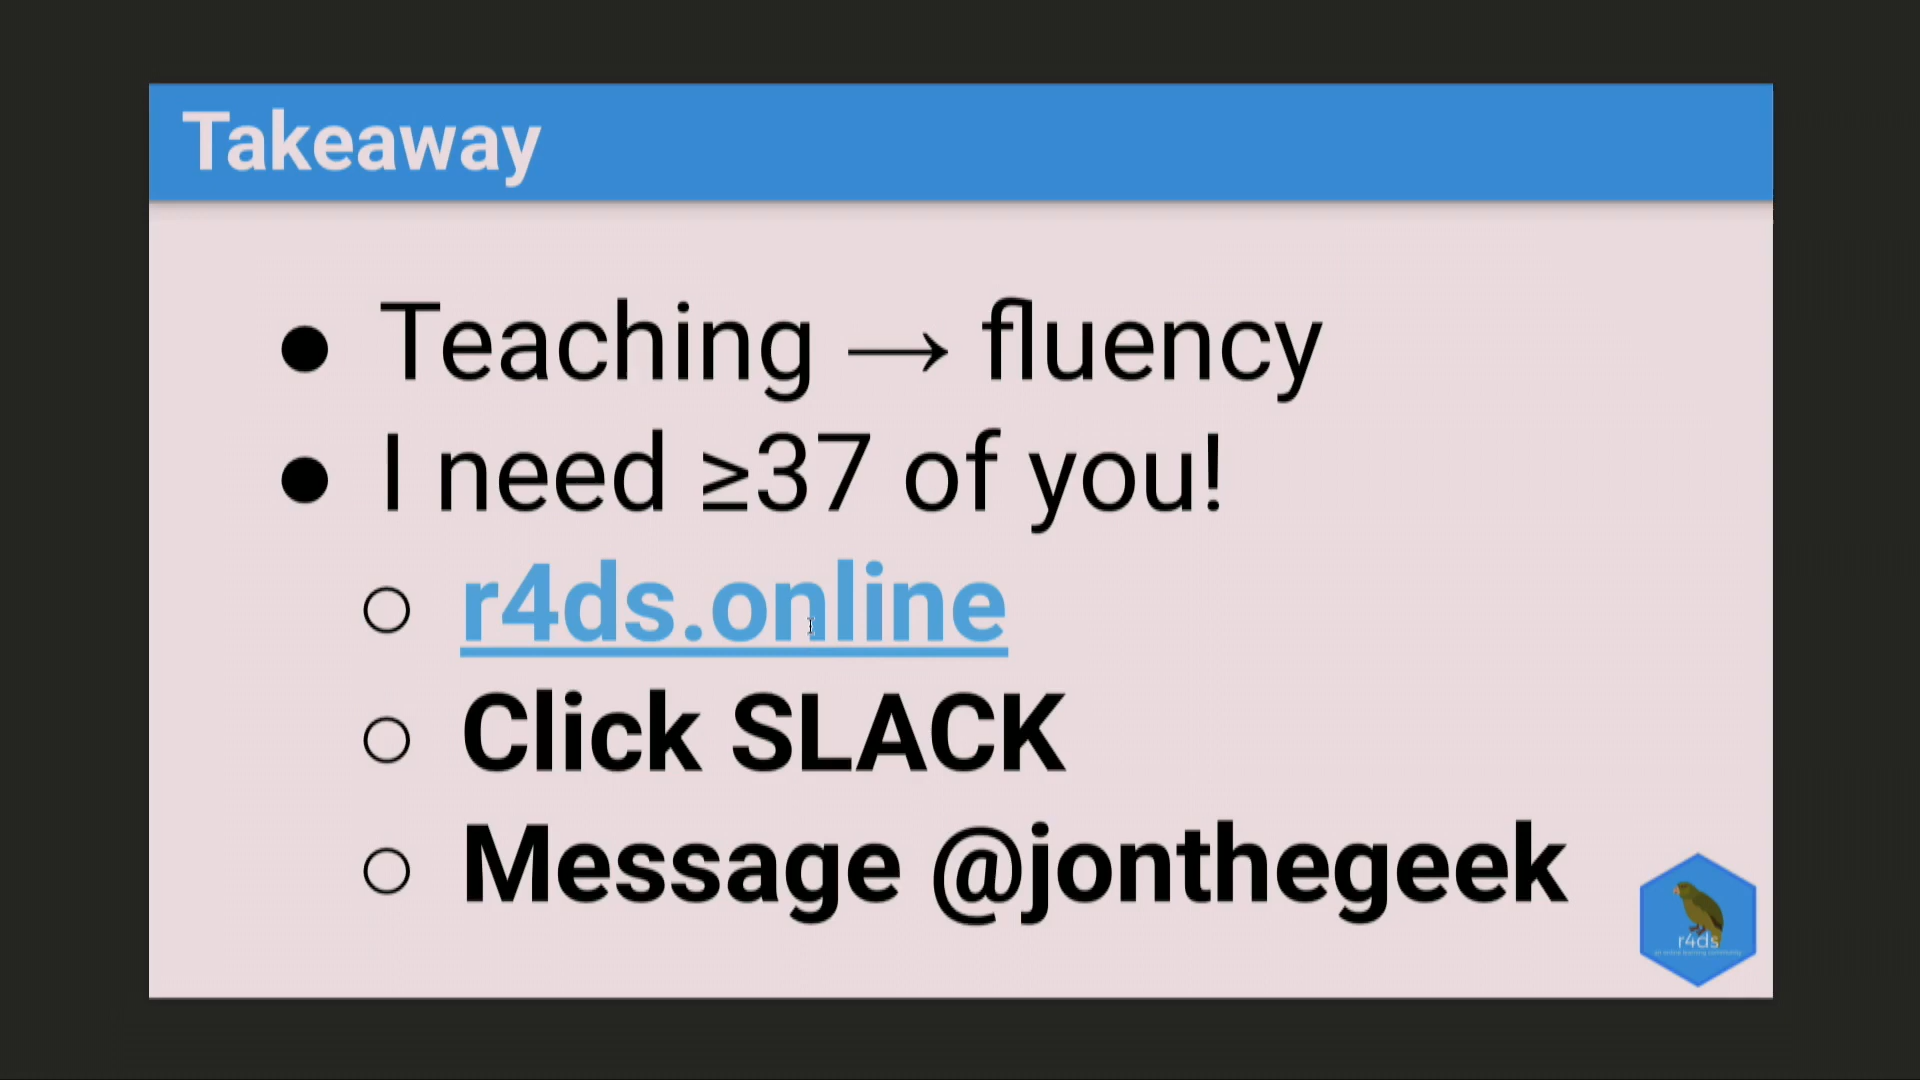 Takeaway
● Teaching → fluency
● I need ≥37 of you!
○ r4ds.online
○ Click SLACK
○ Message @jonthegeek
r4ds